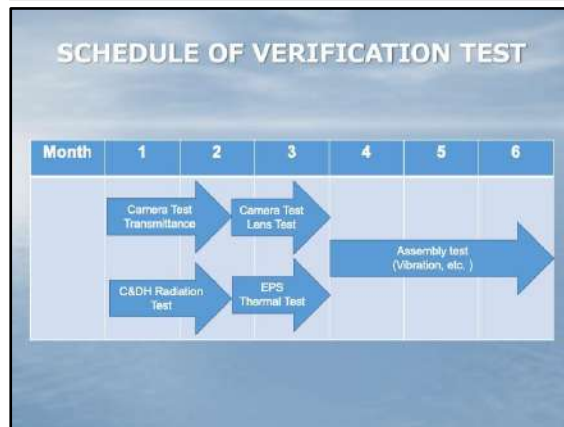 SCHEDULE OF VERIFICATION TEST
Month 1 2 3 4 5 6
Camera Test
Transmittance
Camera Test
Lens Test
Assembly test
(Vibration, etc. )
C&DH Radiation
Test
EPS
Thermal Test